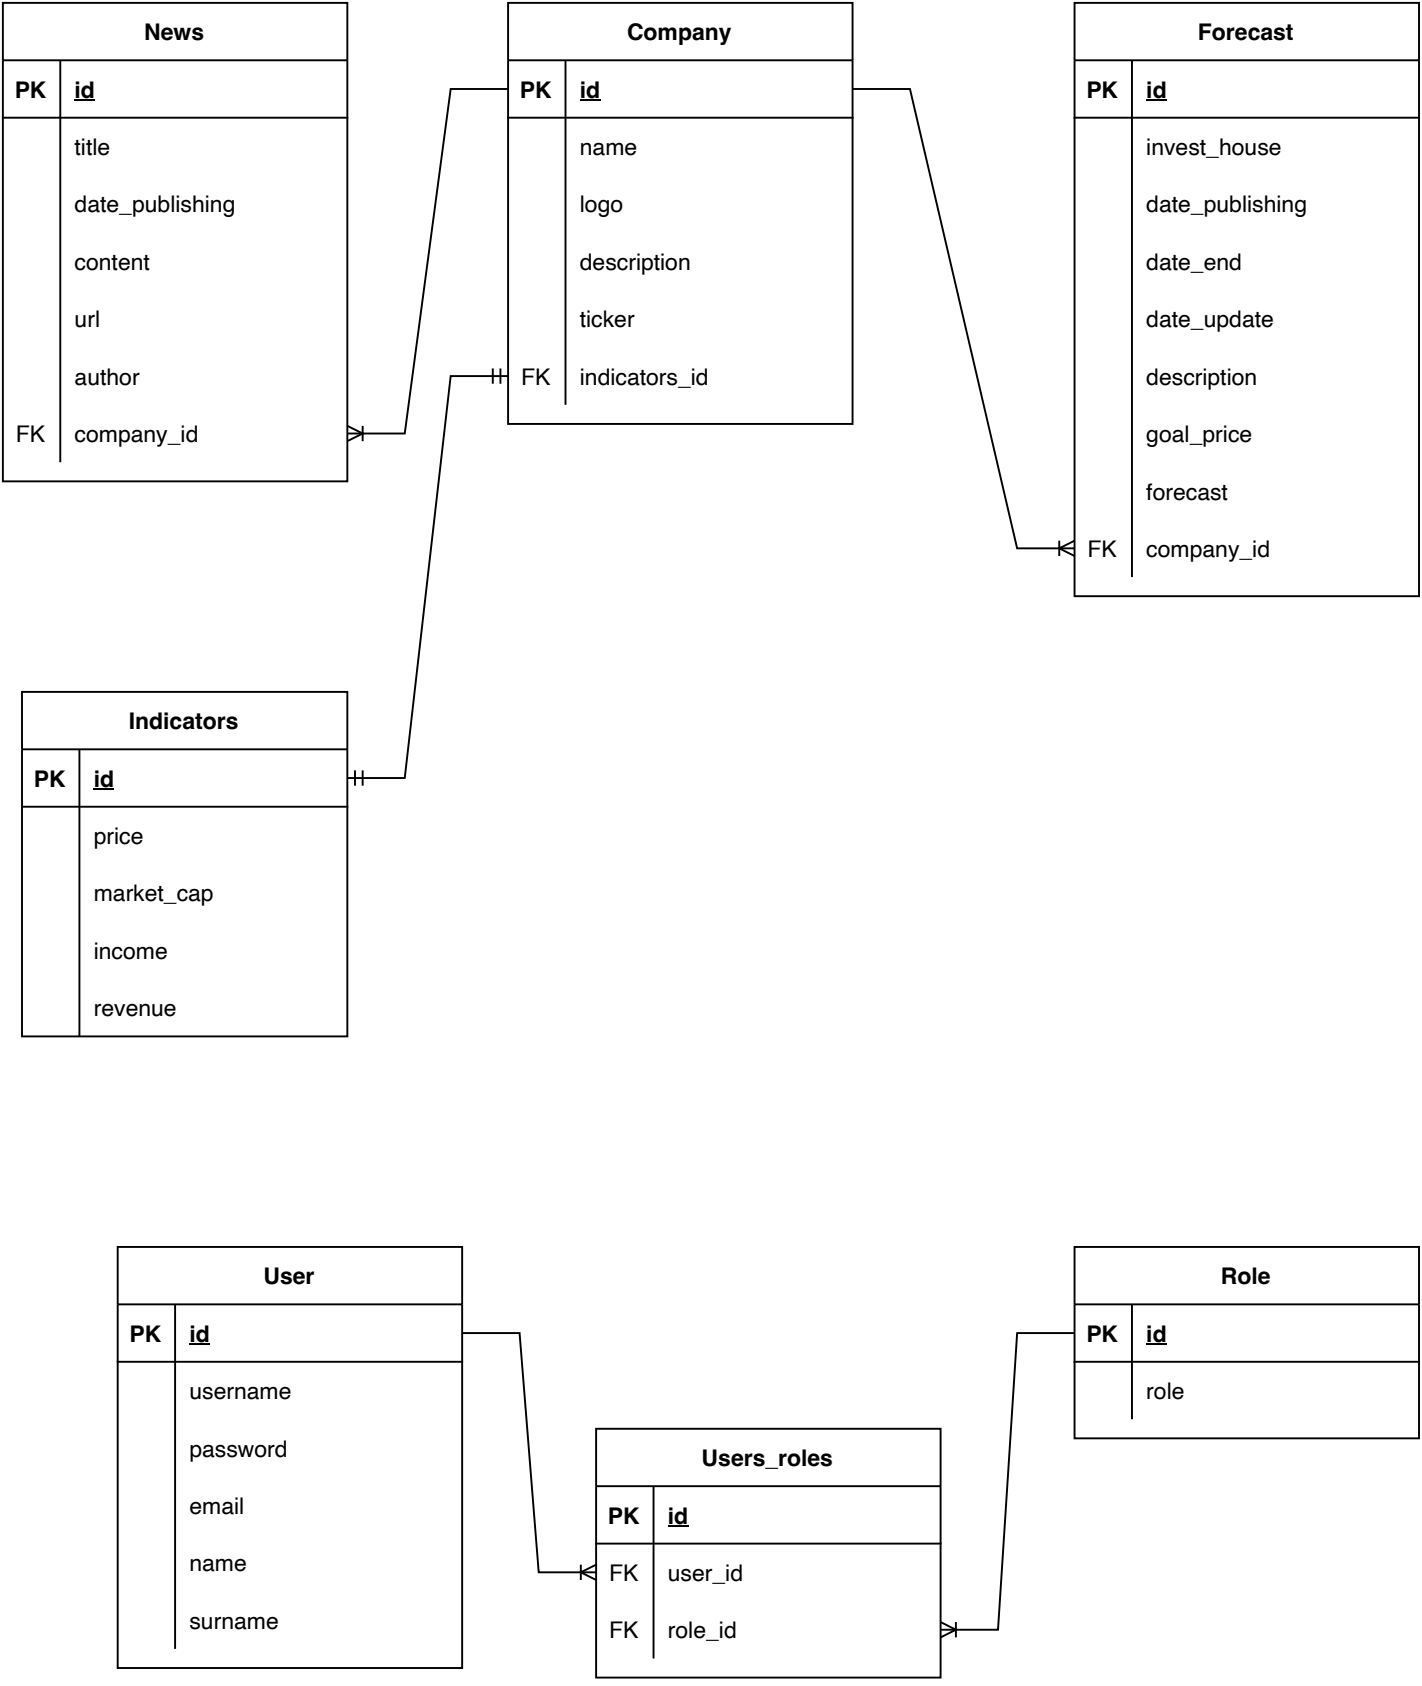 News
PK id
title
date_publishing
content
url
author
FK company_id
Company
PK id
name
logo
description
ticker
FK indicators_id
Forecast
PK id
invest_house
date_publishing
date_end
date_update
description
goal_price
forecast
FK company_id
Indicators
PK id
price
market_cap
income
revenue
User
PK id
username
password
email
name
surname
Users_roles
PK id
FK user_id
FK role_id
Role
PK id
role